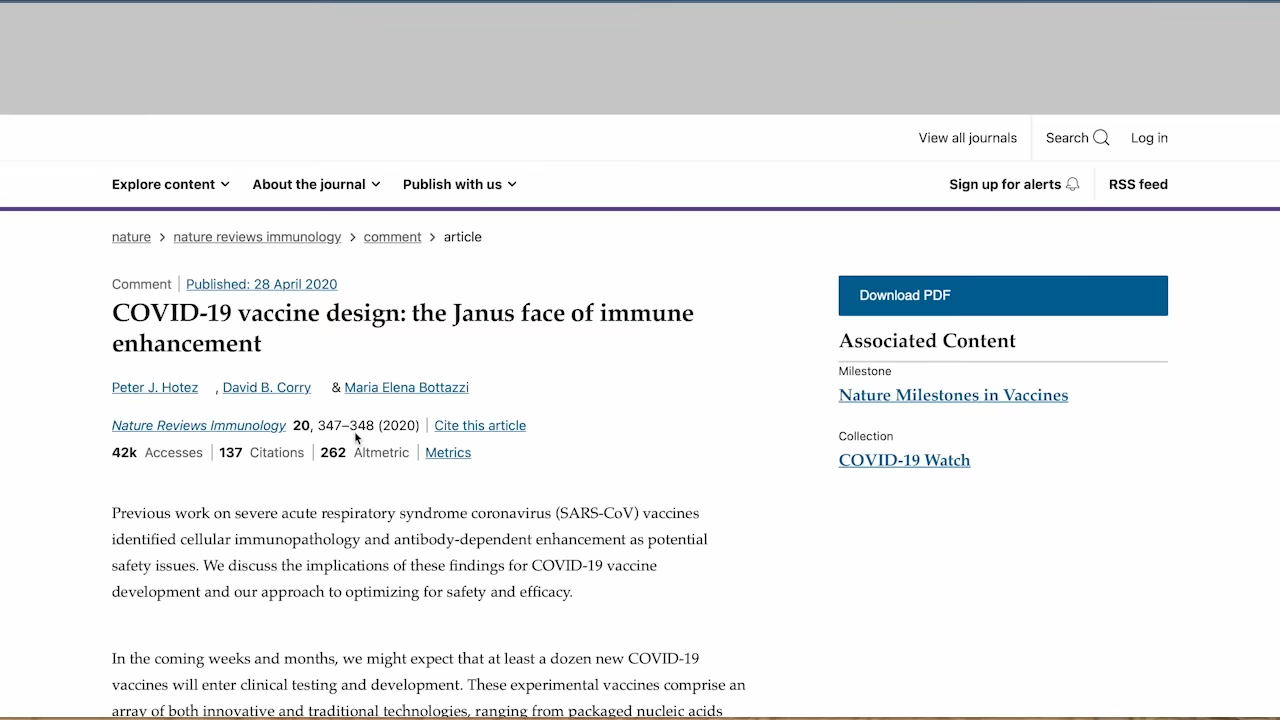 View all journals Search Log in
Explore content About the journal Publish with us Sign up for alerts RSS feed
nature > nature reviews immunology > comment > article
Comment | Published: 28 April 2020
COVID-19 vaccine design: the Janus face of immune
enhancement
Peter J. Hotez , David B. Corry & Maria Elena Bottazzi
Nature Reviews Immunology 20, 347–348 (2020) | Cite this article
42k Accesses | 137 Citations | 262 Altmetric | Metrics
Previous work on severe acute respiratory syndrome coronavirus (SARS-CoV) vaccines
identified cellular immunopathology and antibody-dependent enhancement as potential
safety issues. We discuss the implications of these findings for COVID-19 vaccine
development and our approach to optimizing for safety and efficacy.
In the coming weeks and months, we might expect that at least a dozen new COVID-19
vaccines will enter clinical testing and development. These experimental vaccines comprise an
array of both innovative and traditional technologies, ranging from packaged nucleic acids
Download PDF
Associated Content
Milestone
Nature Milestones in Vaccines
Collection
COVID-19 Watch